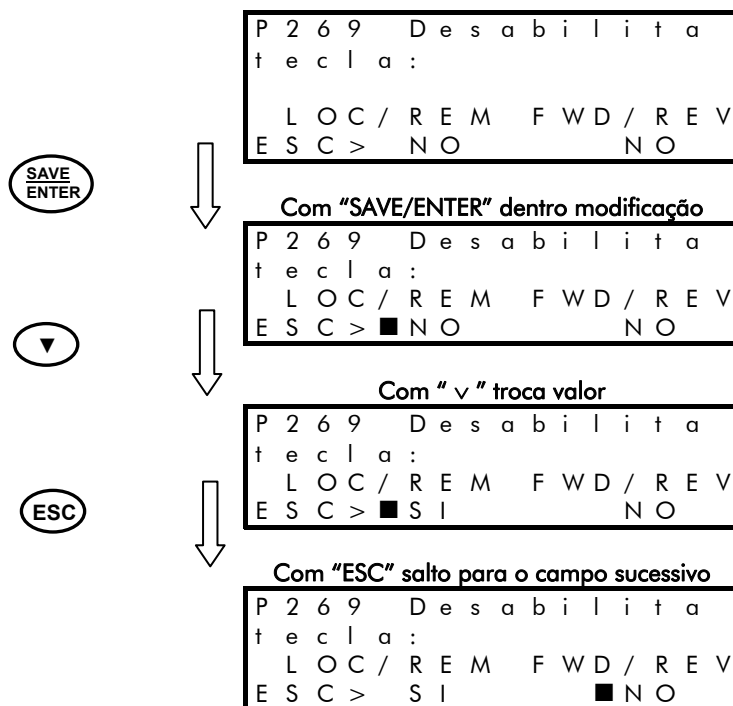 P269 Desabilita
tecla:
LOC/REM FWD/REV
ESC> NO NO
SAVE
ENTER
Com "SAVE/ENTER" dentro modificação
P269 Desabilita
tecla:
LOC/REM FWD/REV
ESC>■NO NO
▼
Com " ∨ " troca valor
P269 Desabilita
tecla:
LOC/REM FWD/REV
ESC>■SI NO
ESC
Com "ESC" salto para o campo sucessivo
P269 Desabilita
tecla:
LOC/REM FWD/REV
ESC> SI ■NO